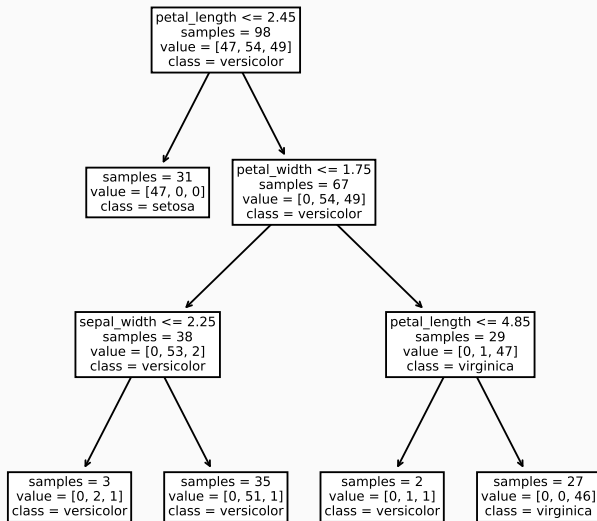 petal_length <= 2.45
samples = 98
value = [47, 54, 49]
class = versicolor
samples = 31
value = [47, 0, 0]
class = setosa
petal_width <= 1.75
samples = 67
value = [0, 54, 49]
class = versicolor
sepal_width <= 2.25
samples = 38
value = [0, 53, 2]
class = versicolor
petal_length <= 4.85
samples = 29
value = [0, 1, 47]
class = virginica
samples = 3
value = [0, 2, 1]
class = versicolor
samples = 35
value = [0, 51, 1]
class = versicolor
samples = 2
value = [0, 1, 1]
class = versicolor
samples = 27
value = [0, 0, 46]
class = virginica